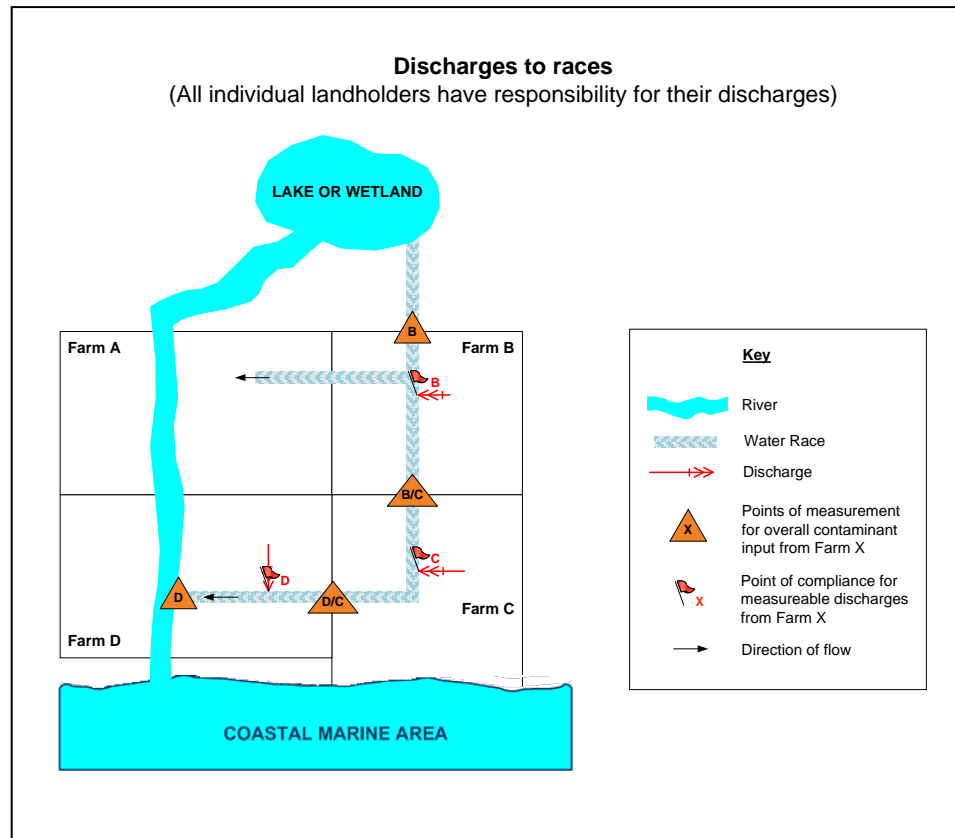 Discharges to races
(All individual landholders have responsibility for their discharges)
LAKE OR WETLAND
B
Farm A
Farm B
B
B/C
C
D
D
D/C
Farm C
Farm D
COASTAL MARINE AREA
Key
River
Water Race
Discharge
X
Points of measurement
for overall contaminant
input from Farm X
X
Point of compliance for
measureable discharges
from Farm X
Direction of flow